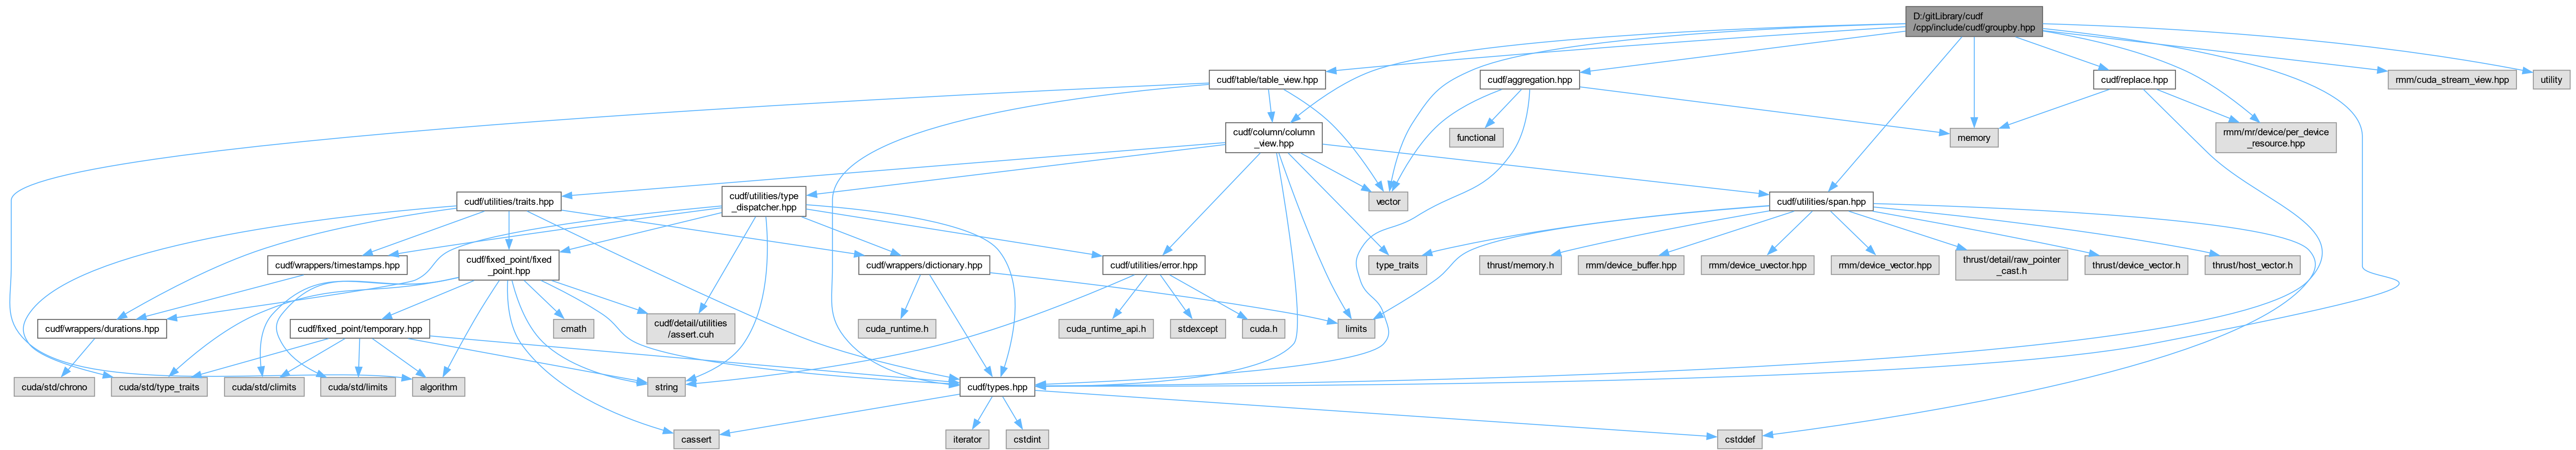 D:/gitLibrary/cudf
/cpp/include/cudf/groupby.hpp
cudf/table/table_view.hpp
cudf/aggregation.hpp
cudf/replace.hpp
rmm/cuda_stream_view.hpp
utility
cudf/column/column
_view.hpp
functional
memory
rmm/mr/device/per_device
_resource.hpp
cudf/utilities/traits.hpp
cudf/utilities/type
_dispatcher.hpp
vector
cudf/utilities/span.hpp
cudf/wrappers/timestamps.hpp
cudf/fixed_point/fixed
_point.hpp
cudf/wrappers/dictionary.hpp
cudf/utilities/error.hpp
type_traits
thrust/memory.h
rmm/device_buffer.hpp
rmm/device_uvector.hpp
rmm/device_vector.hpp
thrust/detail/raw_pointer
_cast.h
thrust/device_vector.h
thrust/host_vector.h
cudf/wrappers/durations.hpp
cudf/fixed_point/temporary.hpp
cmath
cudf/detail/utilities
/assert.cuh
cuda_runtime.h
cuda_runtime_api.h
stdexcept
cuda.h
limits
cuda/std/chrono
cuda/std/type_traits
cuda/std/climits
cuda/std/limits
algorithm
string
cudf/types.hpp
cassert
iterator
cstdint
cstddef